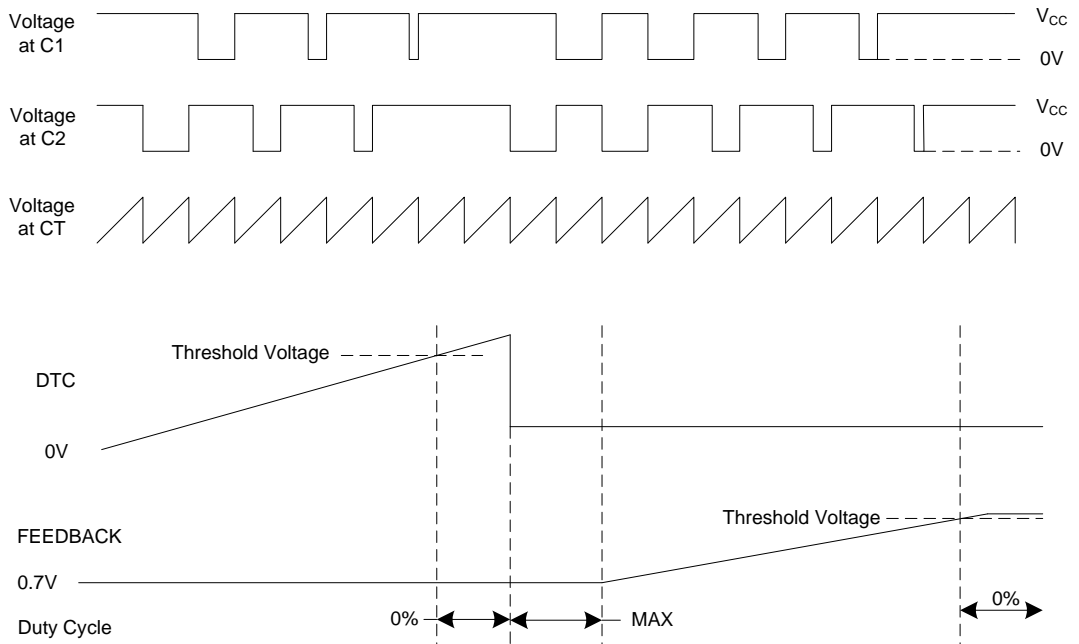 Voltage
at C1
VCC
0V
Voltage
at C2
VCC
0V
Voltage
at CT
Threshold Voltage
DTC
0V
Threshold Voltage
FEEDBACK
0.7V
Duty Cycle
0%
MAX
0%